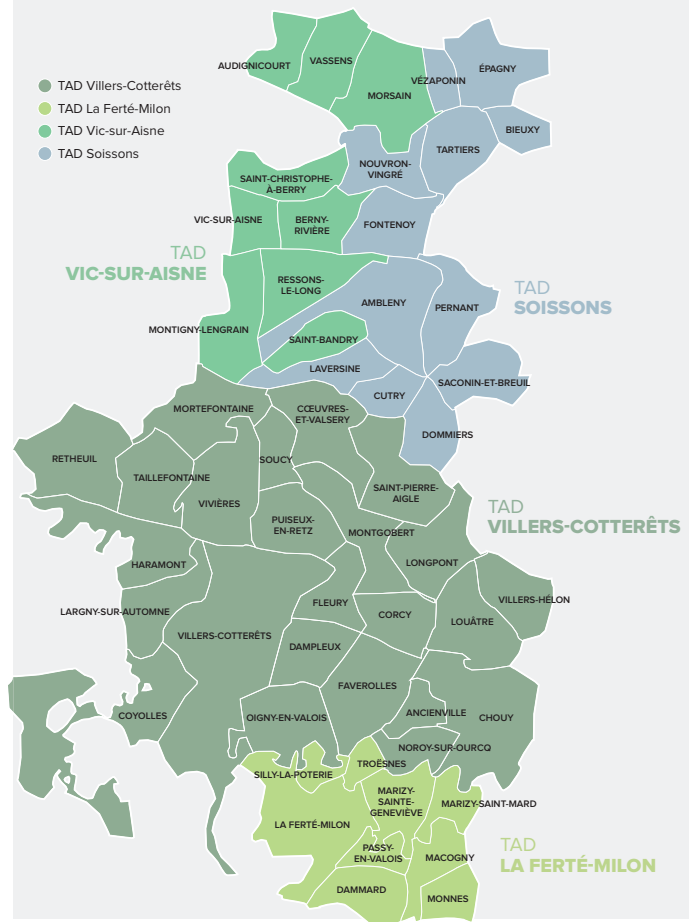 AUDIGNICOURT
VASSENS
MORSAIN
VÉZAPONIN
ÉPAGNY
BIEUXY
TAD Villers-Cotterêts
TAD La Ferté-Milon
TAD Vic-sur-Aisne
TAD Soissons
TARTIERS
NOUVRON-
VINGRÉ
SAINT-CHRISTOPHE-
À-BERRY
VIC-SUR-AISNE
BERNY-
RIVIÈRE
FONTENOY
TAD
VIC-SUR-AISNE
RESSONS-
LE-LONG
AMBLENY
PERNANT
TAD
SOISSONS
MONTIGNY-LENGRAIN
SAINT-BANDRY
LAVERSINE
CUTRY
SACONIN-ET-BREUIL
MORTEFONTAINE
CŒUVRES-
ET-VALSERY
DOMMIERS
RETHEUIL
TAILLEFONTAINE
SOUCY
VIVIÈRES
SAINT-PIERRE-
AIGLE
TAD
VILLERS-COTTERÊTS
PUISEUX-
EN-RETZ
MONTGOBERT
LONGPONT
HARAMONT
LARGNY-SUR-AUTOMNE
FLEURY
CORCY
LOUÂTRE
VILLERS-HÉLON
VILLERS-COTTERÊTS
DAMPLEUX
FAVEROLLES
COYOLLES
OIGNY-EN-VALOIS
ANCIENVILLE
CHOUY
NOROY-SUR-OURCQ
TROËSNES
SILLY-LA-POTERIE
MARIZY-
SAINTE-
GENEVIÈVE
MARIZY-SAINT-MARD
LA FERTÉ-MILON
PASSY-
EN-VALOIS
MACOGNY
TAD
LA FERTÉ-MILON
DAMMARD
MONNES